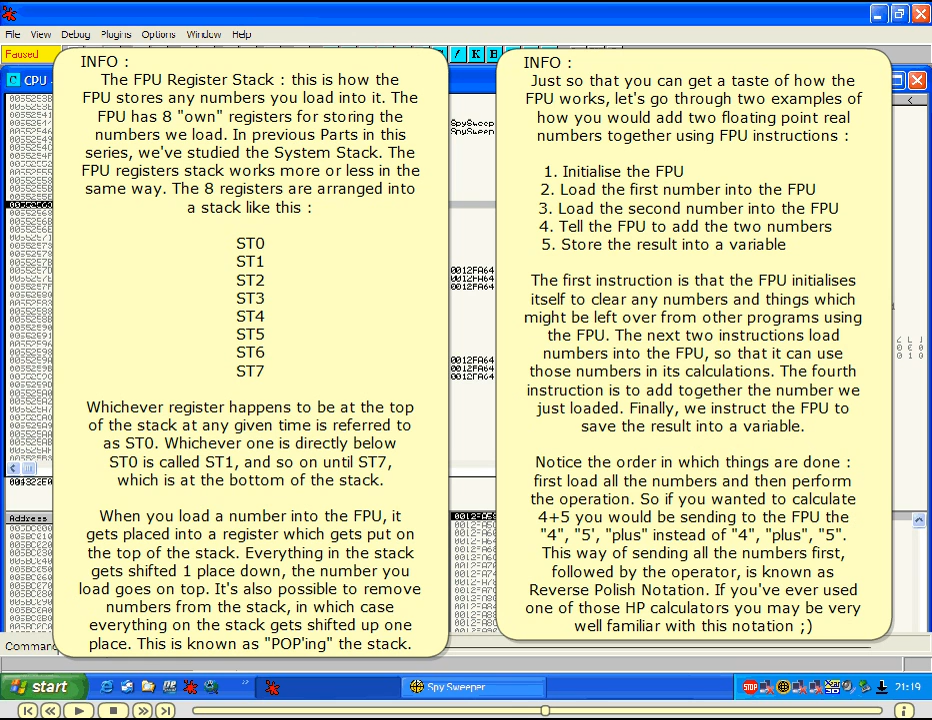 File View Debug Plugins Options Window Help
Paused
CPU
INFO :
The FPU Register Stack : this is how the
FPU stores any numbers you load into it. The
FPU has 8 "own" registers for storing the
numbers we load. In previous Parts in this
series, we've studied the System Stack. The
FPU registers stack works more or less in the
same way. The 8 registers are arranged into
a stack like this :
ST0
ST1
ST2
ST3
ST4
ST5
ST6
ST7
Whichever register happens to be at the top
of the stack at any given time is referred to
as ST0. Whichever one is directly below
ST0 is called ST1, and so on until ST7,
which is at the bottom of the stack.
When you load a number into the FPU, it
gets placed into a register which gets put on
the top of the stack. Everything in the stack
gets shifted 1 place down, the number you
load goes on top. It's also possible to remove
numbers from the stack, in which case
everything on the stack gets shifted up one
place. This is known as "POP'ing" the stack.
INFO :
Just so that you can get a taste of how the
FPU works, let's go through two examples of
how you would add two floating point real
numbers together using FPU instructions :
1. Initialise the FPU
2. Load the first number into the FPU
3. Load the second number into the FPU
4. Tell the FPU to add the two numbers
5. Store the result into a variable
The first instruction is that the FPU initialises
itself to clear any numbers and things which
might be left over from other programs using
the FPU. The next two instructions load
numbers into the FPU, so that it can use
those numbers in its calculations. The fourth
instruction is to add together the number we
just loaded. Finally, we instruct the FPU to
save the result into a variable.
Notice the order in which things are done :
first load all the numbers and then perform
the operation. So if you wanted to calculate
4+5 you would be sending to the FPU the
"4", "5', "plus" instead of "4", "plus", "5".
This way of sending all the numbers first,
followed by the operator, is known as
Reverse Polish Notation. If you've ever used
one of those HP calculators you may be very
well familiar with this notation ;)
SpySweep
0012FA64
0012FA64
0012FA64
0012FA64
0012FA64
0012FA64
Address
start
Spy Sweeper
STOP
21:19